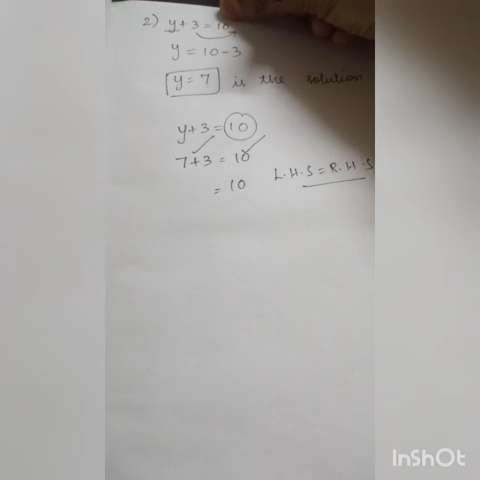 2) y + 3 = 10
y = 10 - 3
y = 7 is the solution
y + 3 = 10
7 + 3 = 10
= 10
L.H.S = R.H.S
InShOt